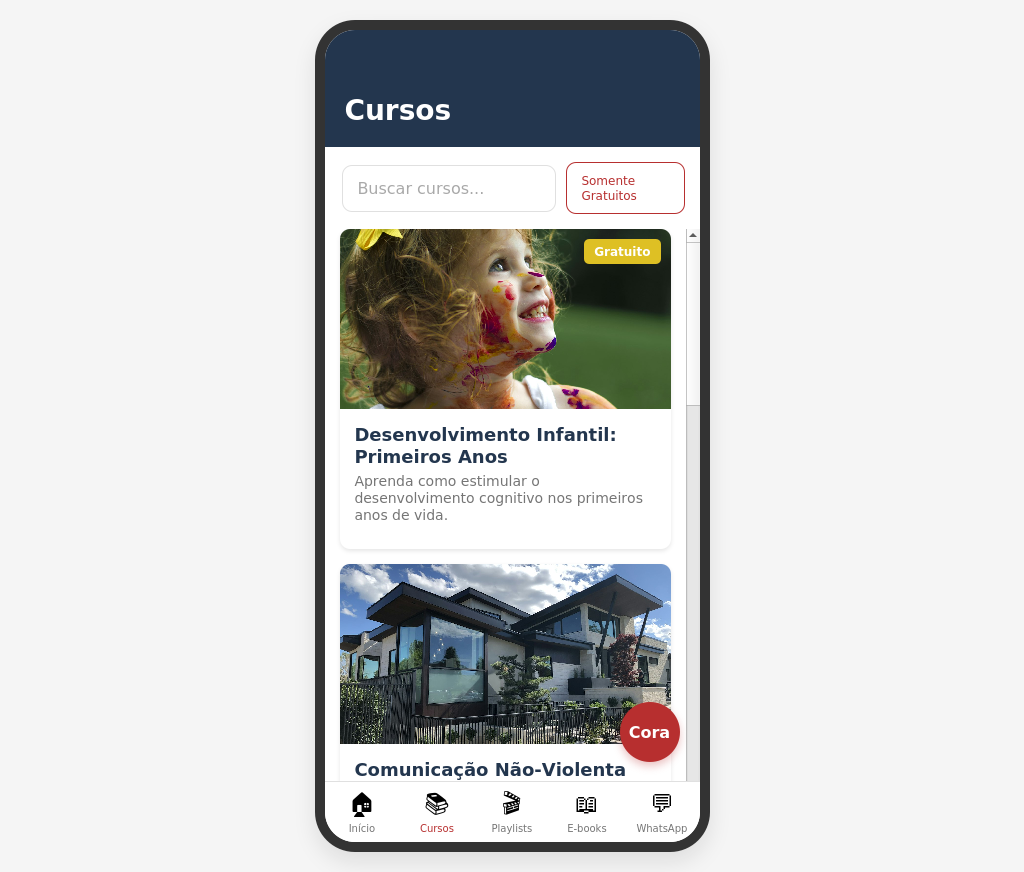 Cursos
Buscar cursos...
Somente
Gratuitos
Gratuito
Desenvolvimento Infantil:
Primeiros Anos
Aprenda como estimular o
desenvolvimento cognitivo nos primeiros
anos de vida.
Cora
Comunicação Não-Violenta
Início
Cursos
Playlists
E-books
WhatsApp